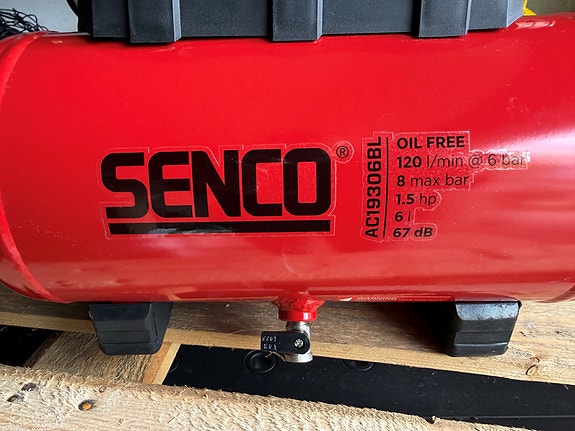 SENCO®
AC19306BL
OIL FREE
120 l/min @ 6 bar
8 max bar
1.5 hp
6 l
67 dB